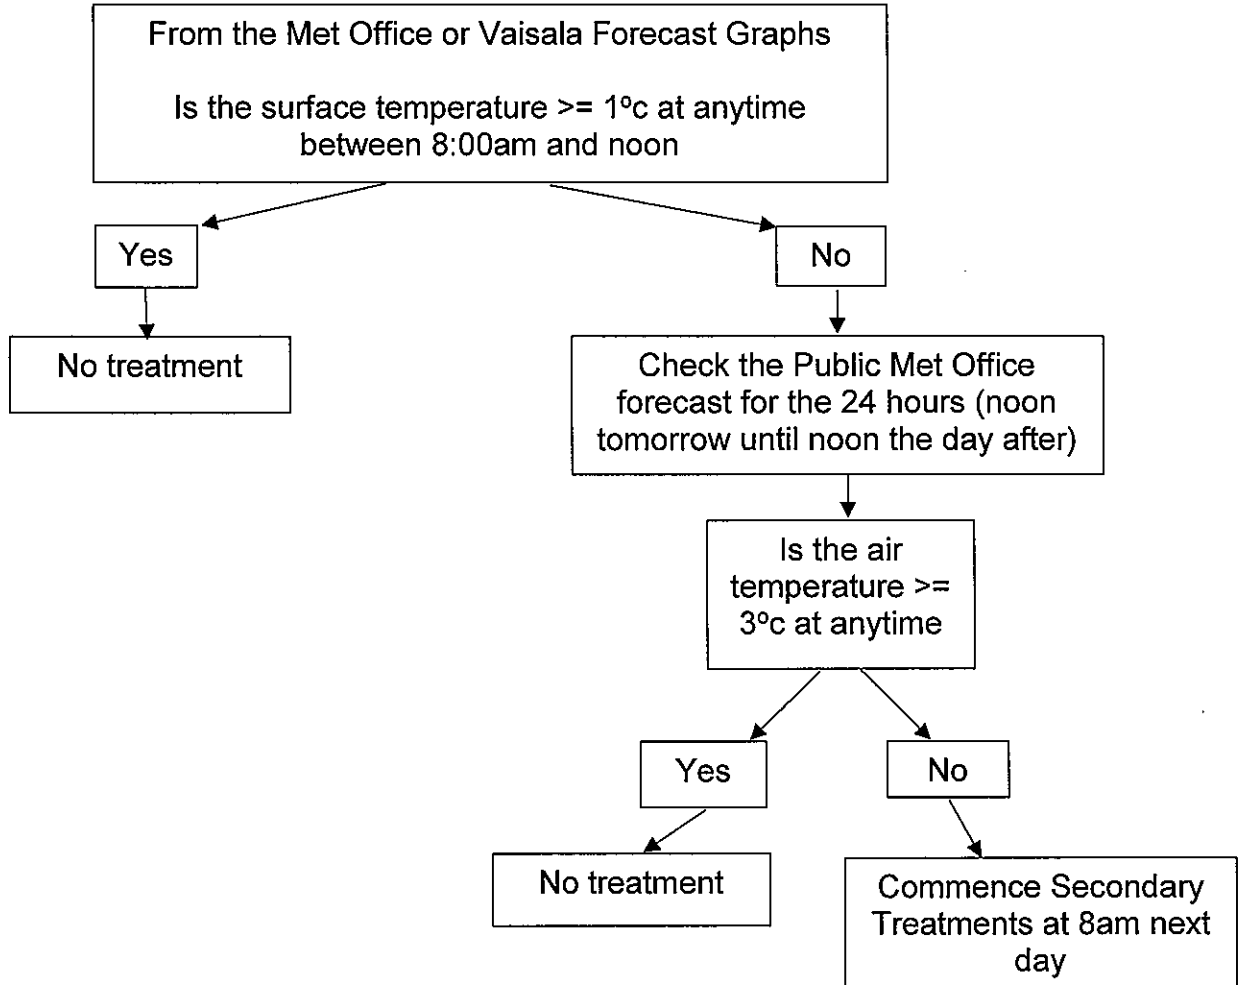 From the Met Office or Vaisala Forecast Graphs
Is the surface temperature >= 1ºc at anytime
between 8:00am and noon
Yes
No
No treatment
Check the Public Met Office
forecast for the 24 hours (noon
tomorrow until noon the day after)
Is the air
temperature >=
3ºc at anytime
Yes
No
No treatment
Commence Secondary
Treatments at 8am next
day